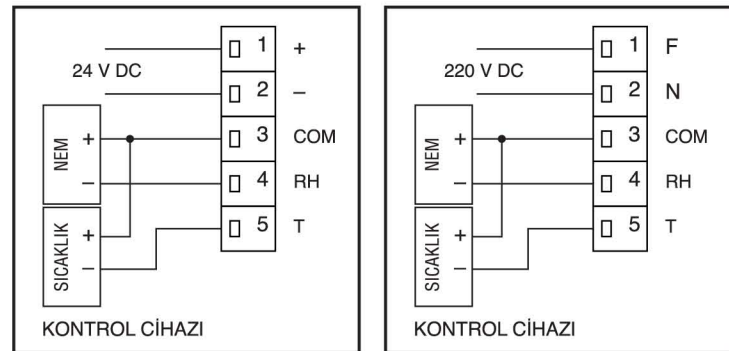 1 +
24 V DC
2 –
NEM + –
3 COM
4 RH
SICAKLIK + –
5 T
KONTROL CİHAZI
1 F
220 V DC
2 N
NEM + –
3 COM
4 RH
SICAKLIK + –
5 T
KONTROL CİHAZI